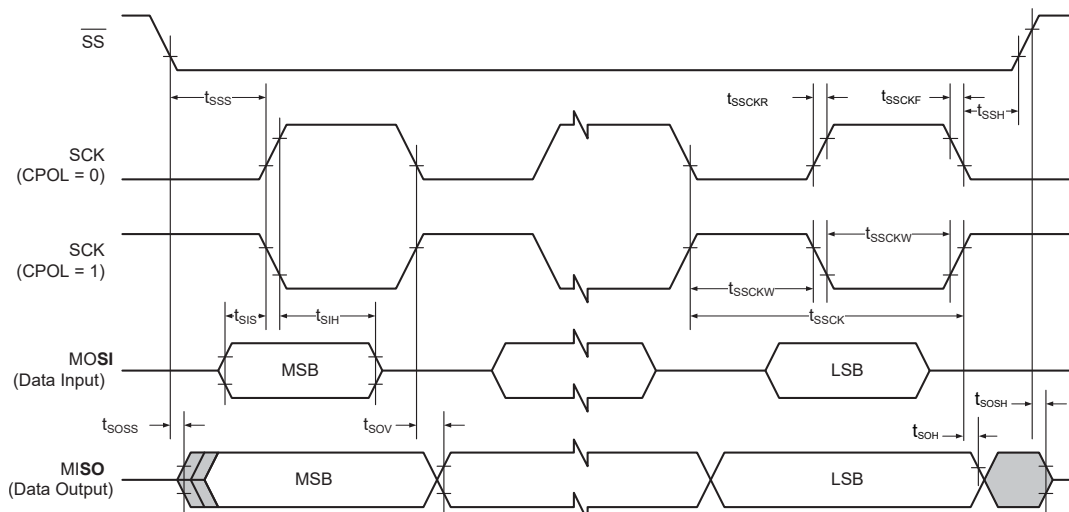 SS
tSSS
tSSCKR
tSSCKF
tSSH
SCK
(CPOL = 0)
SCK
(CPOL = 1)
tSSCKW
tSSCKW
tSSCK
tSIS
tSIH
MOSI
(Data Input)
MSB
LSB
tSOSS
tSOV
tSOH
tSOSH
MISO
(Data Output)
MSB
LSB